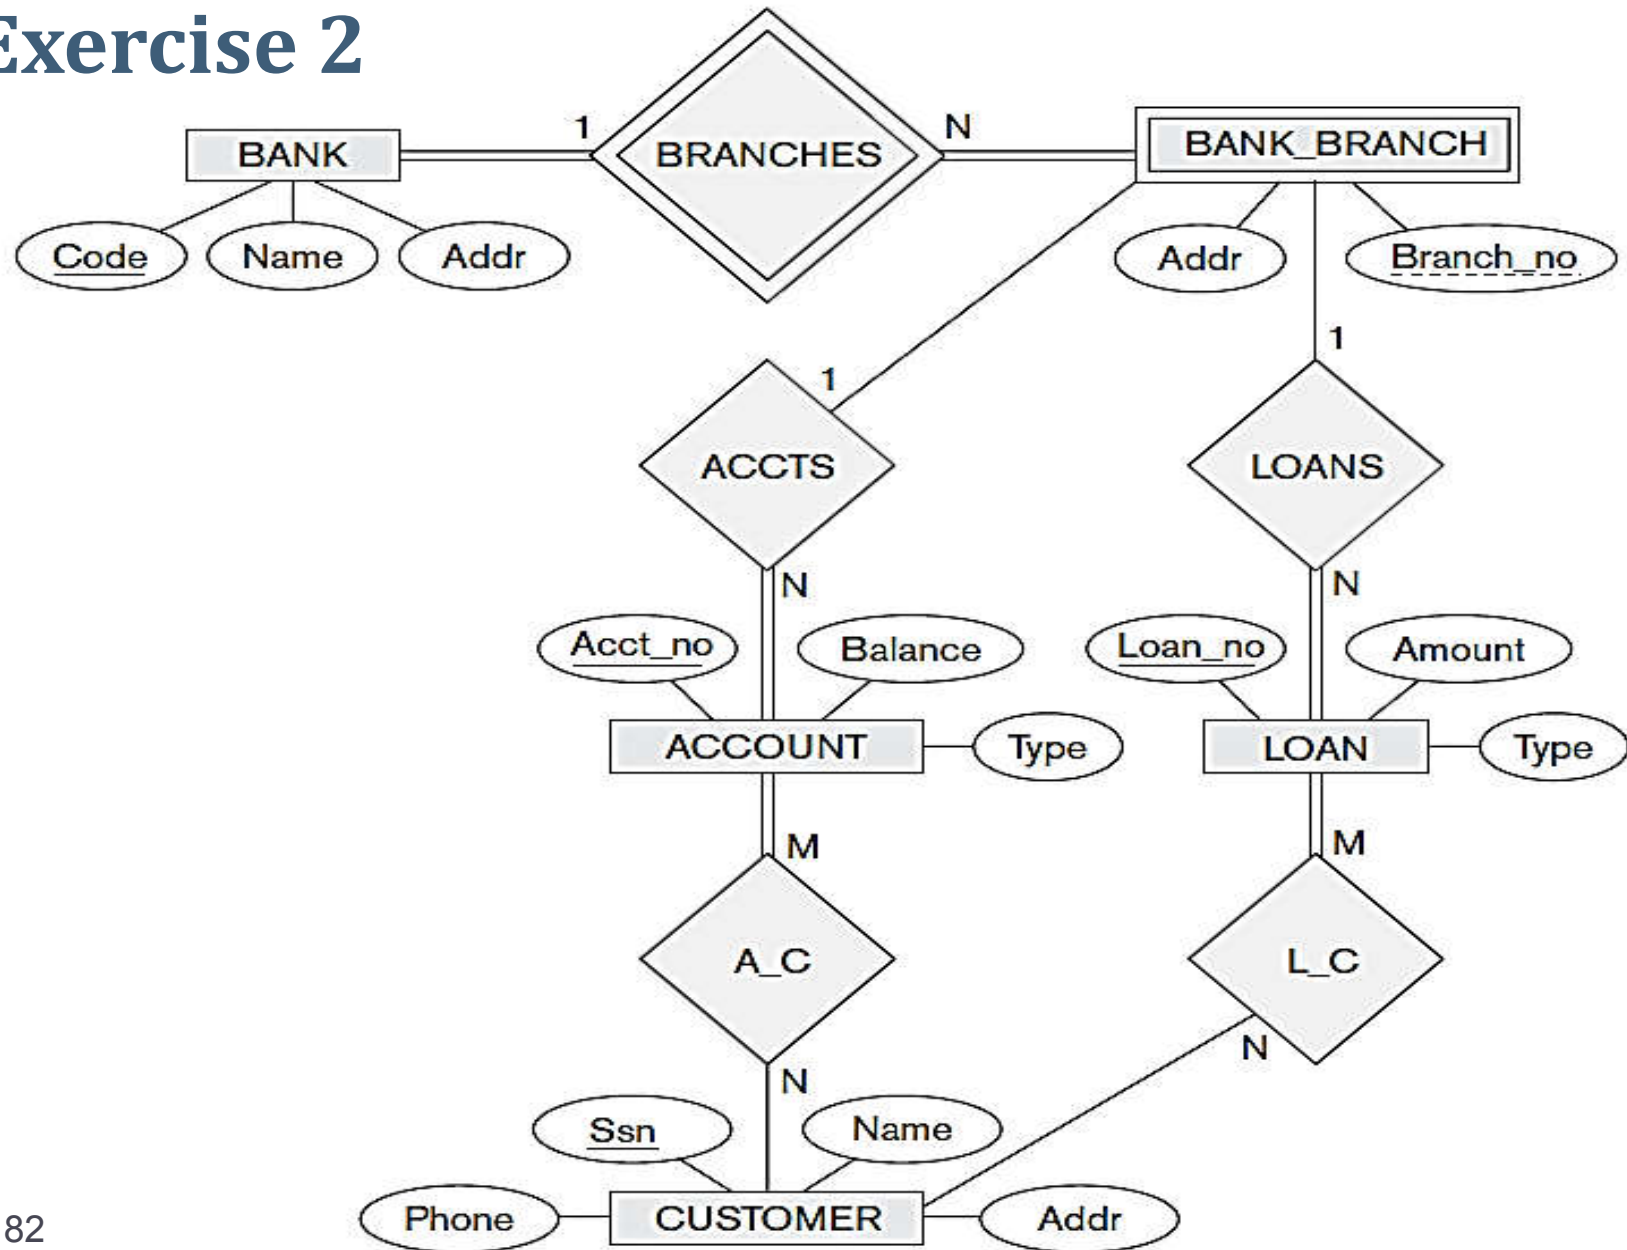 Exercise 2
1 N
BANK BRANCHES BANK_BRANCH
Code Name Addr Addr Branch_no
1 1
ACCTS LOANS
N N
Acct_no Balance Loan_no Amount
ACCOUNT Type LOAN Type
M M
A_C L_C
N
N
Ssn Name
Phone CUSTOMER Addr
82